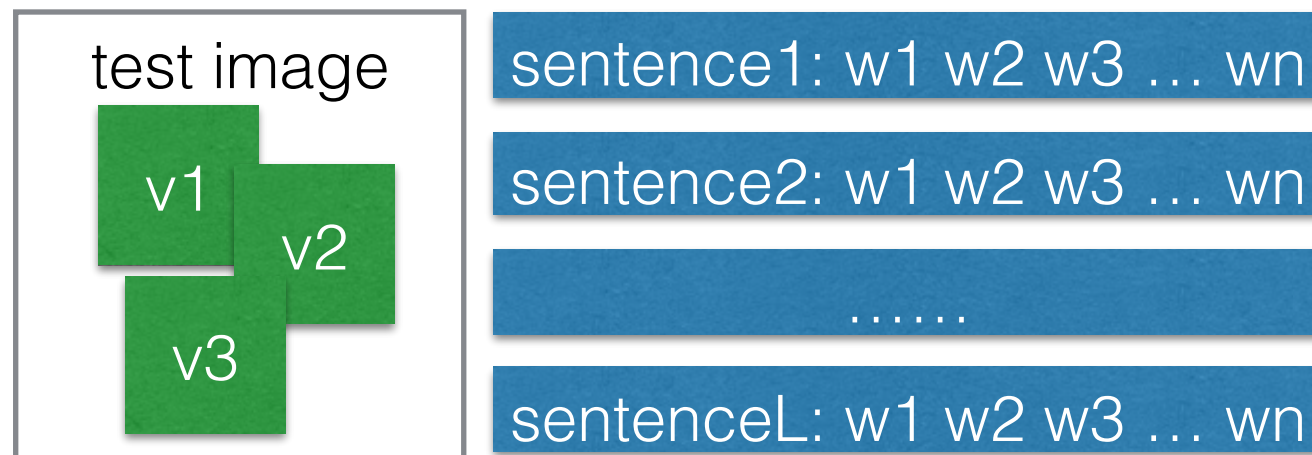 test image
v1
v2
v3
sentence1: w1 w2 w3 … wn
sentence2: w1 w2 w3 … wn
......
sentenceL: w1 w2 w3 … wn